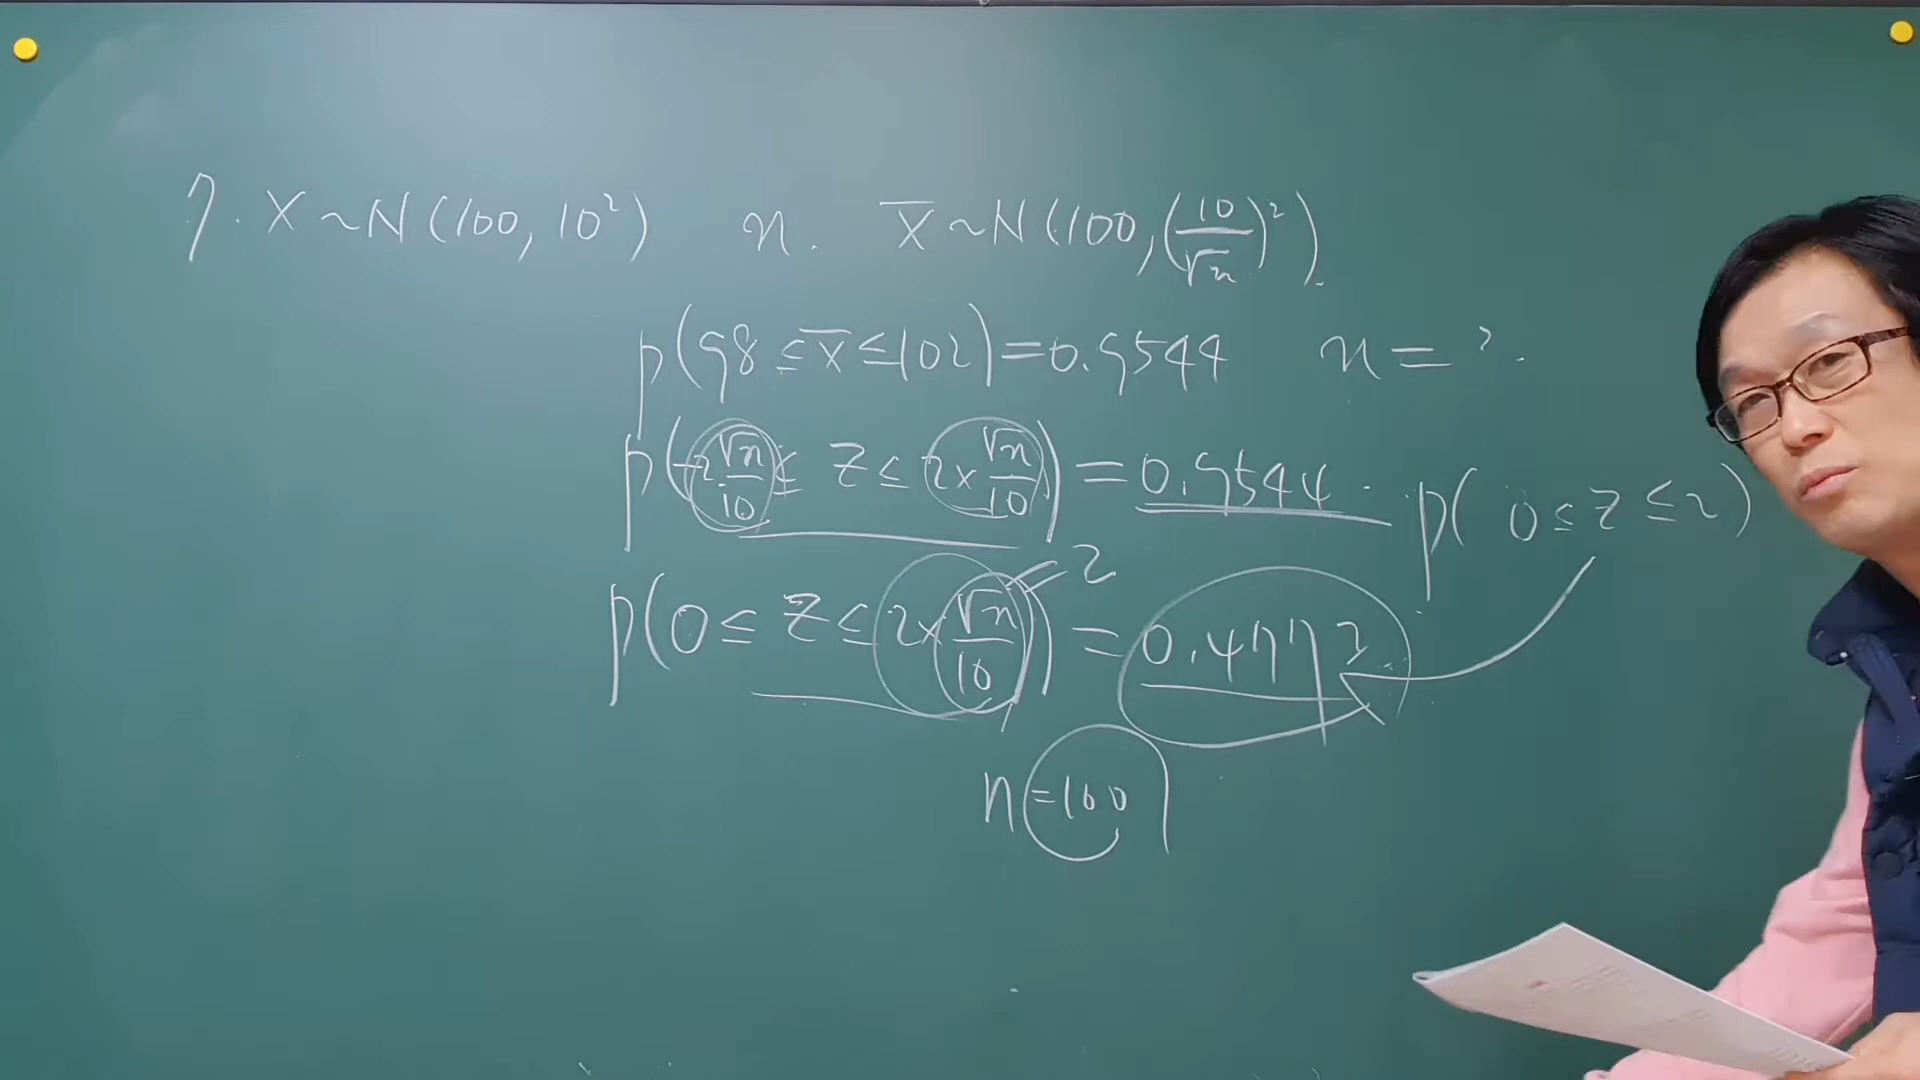 7. X ~ N(100, 10²)   n.   X̄ ~ N(100, (10/√n)²).
p(98 ≤ X̄ ≤ 102) = 0.9544   n = ?.
p(-2 √n/10 ≤ Z ≤ 2 × √n/10) = 0.9544.   p(0 ≤ Z ≤ 2)
p(0 ≤ Z ≤ 2 × √n/10) = 0.4772
= 2
n = 100